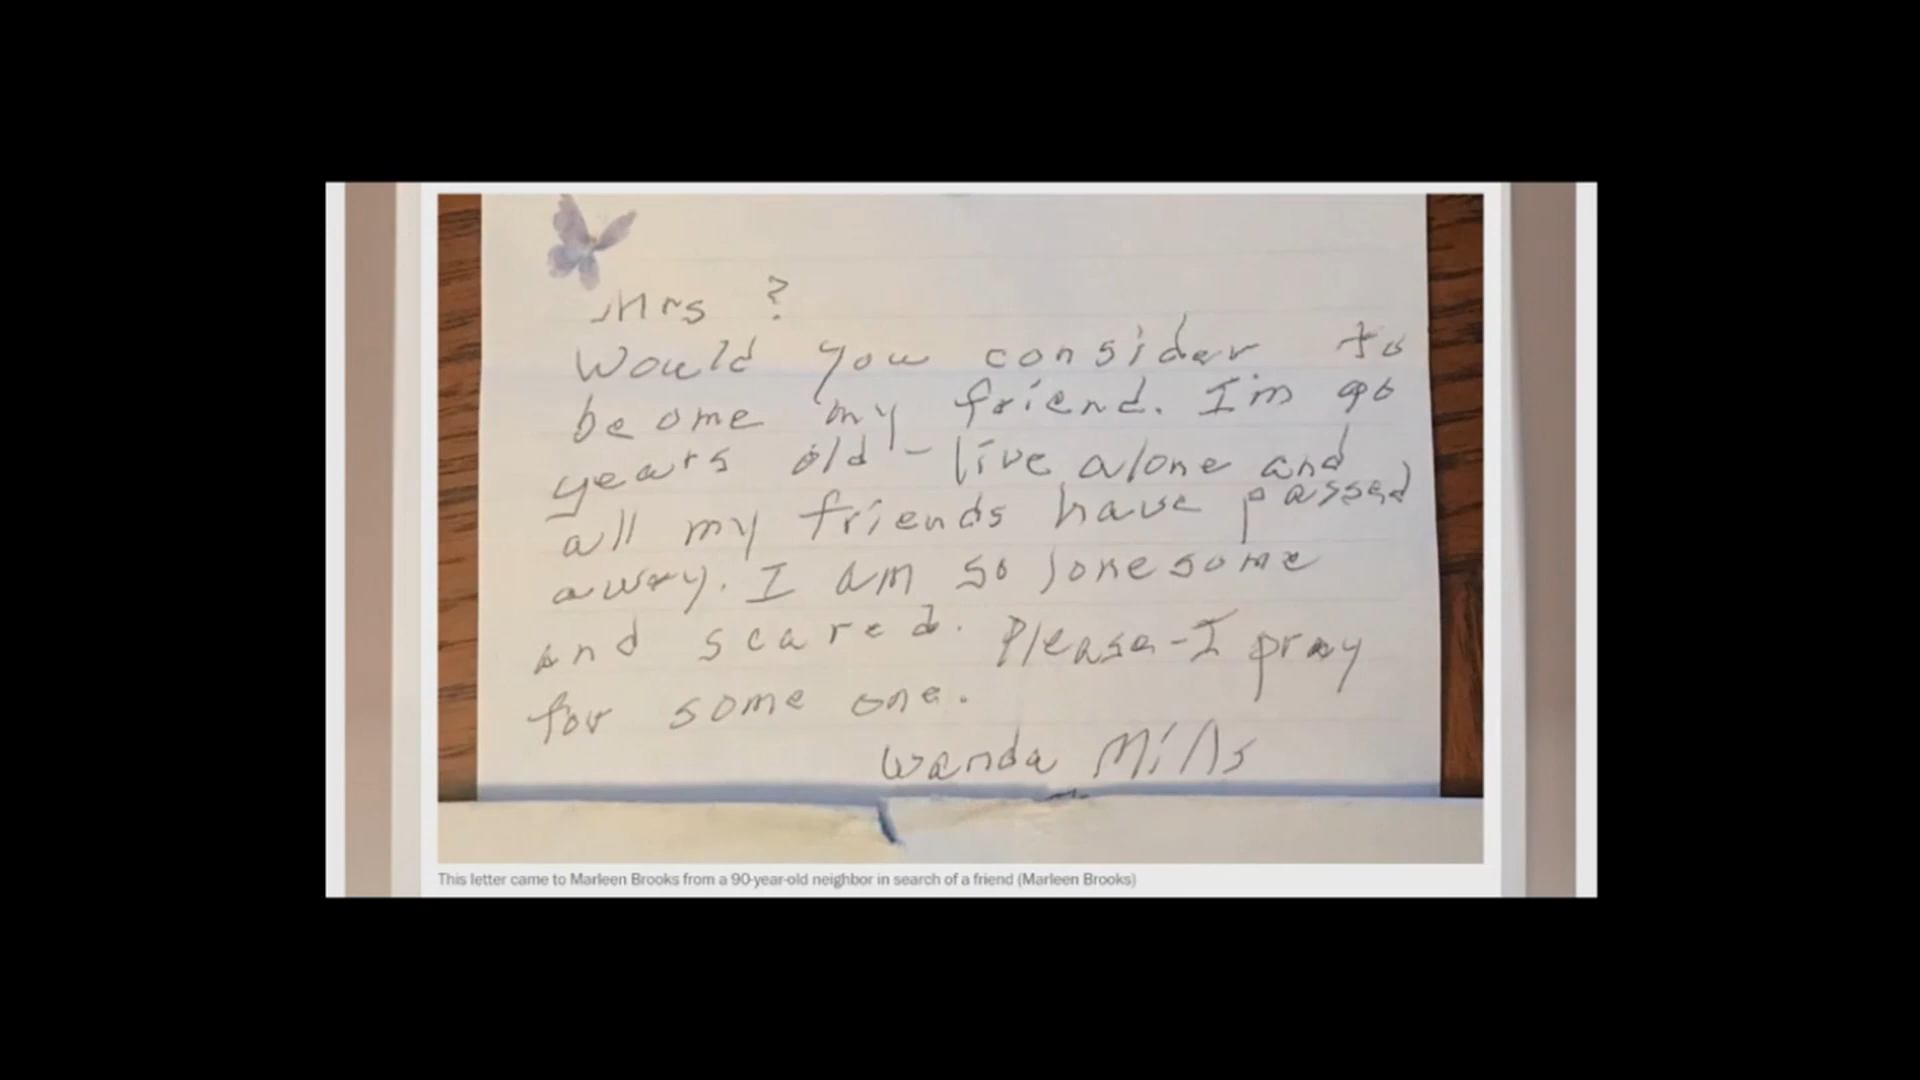 Mrs ?
Would you consider to
be ome my friend. I'm 90
years old - live alone and
all my friends have passed
away. I am so lonesome
and scared. Please - I pray
for some one.
Wanda Mills
This letter came to Marleen Brooks from a 90-year-old neighbor in search of a friend (Marleen Brooks)